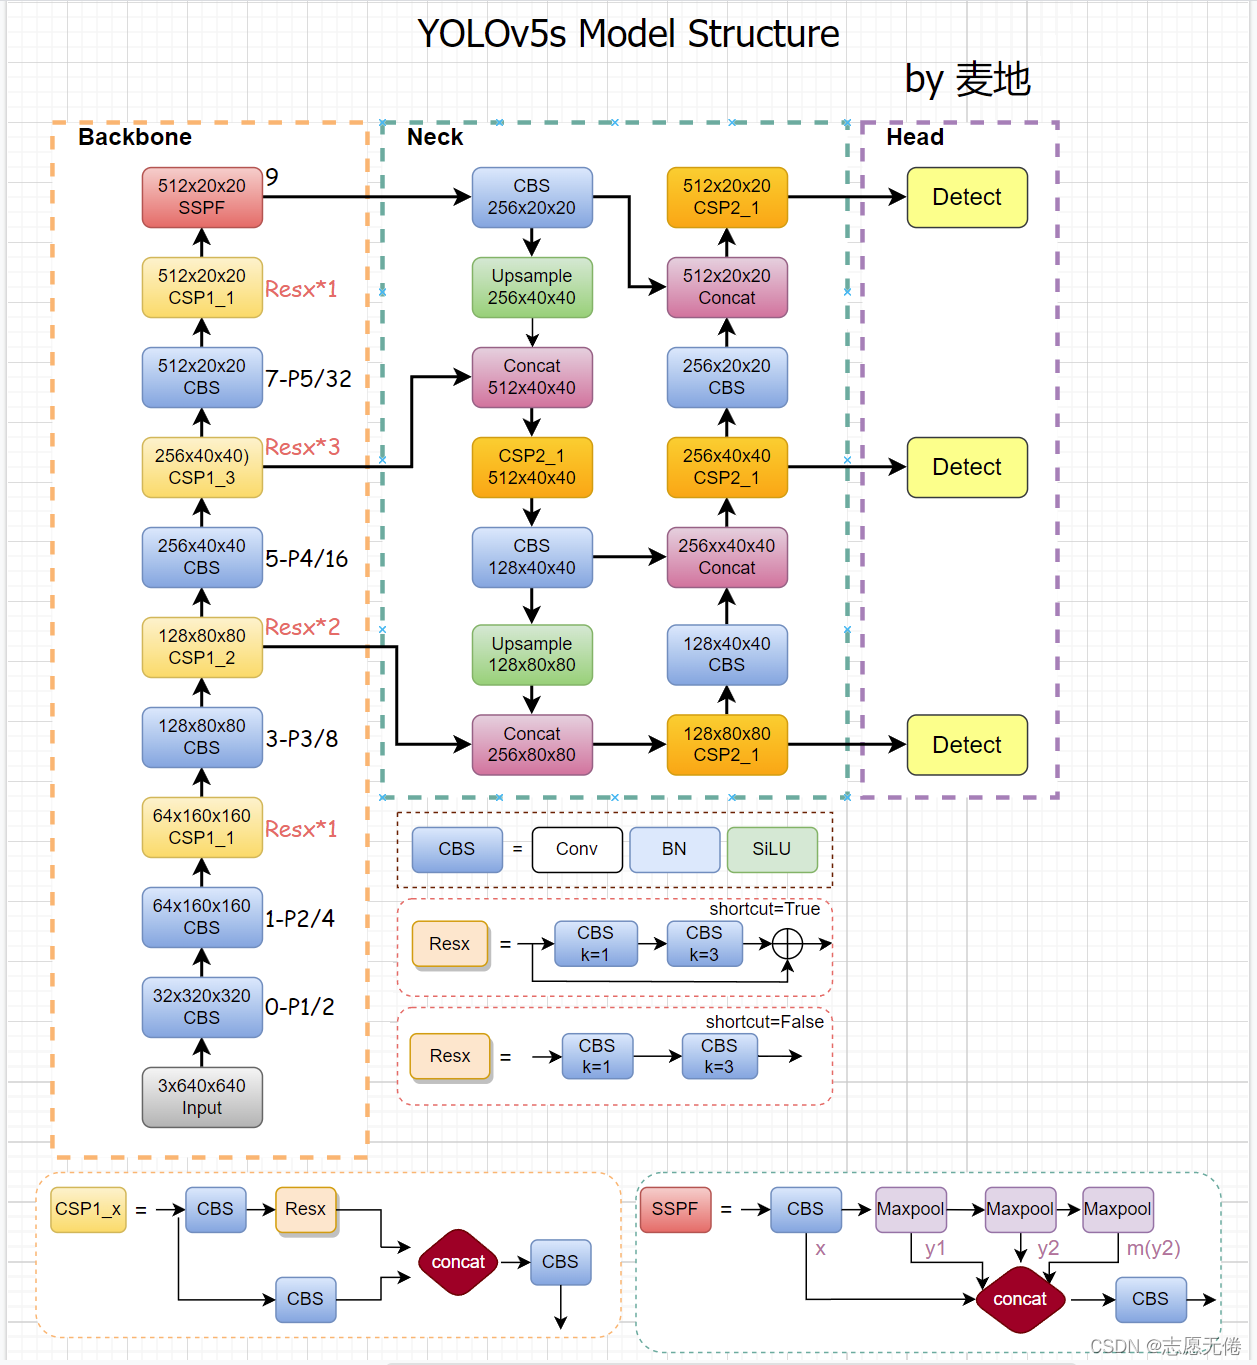 YOLOv5s Model Structure
by 麦地
Backbone
512x20x20
SSPF
9
512x20x20
CSP1_1
Resx*1
512x20x20
CBS
7-P5/32
256x40x40)
CSP1_3
Resx*3
256x40x40
CBS
5-P4/16
128x80x80
CSP1_2
Resx*2
128x80x80
CBS
3-P3/8
64x160x160
CSP1_1
Resx*1
64x160x160
CBS
1-P2/4
32x320x320
CBS
0-P1/2
3x640x640
Input
Neck
CBS
256x20x20
Upsample
256x40x40
Concat
512x40x40
CSP2_1
512x40x40
CBS
128x40x40
Upsample
128x80x80
Concat
256x80x80
512x20x20
CSP2_1
512x20x20
Concat
256x20x20
CBS
256x40x40
CSP2_1
256xx40x40
Concat
128x40x40
CBS
128x80x80
CSP2_1
Head
Detect
Detect
Detect
CBS = Conv BN SiLU
shortcut=True
Resx = CBS k=1 CBS k=3
shortcut=False
Resx = CBS k=1 CBS k=3
CSP1_x = CBS Resx
concat CBS
CBS
SSPF = CBS Maxpool Maxpool Maxpool
x y1 y2 m(y2)
concat CBS
CSDN @志愿无倦